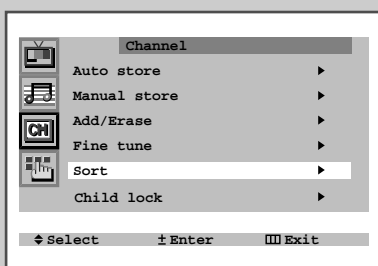 Channel
Auto store
Manual store
CH Add/Erase
Fine tune
Sort
Child lock
Select ± Enter Exit